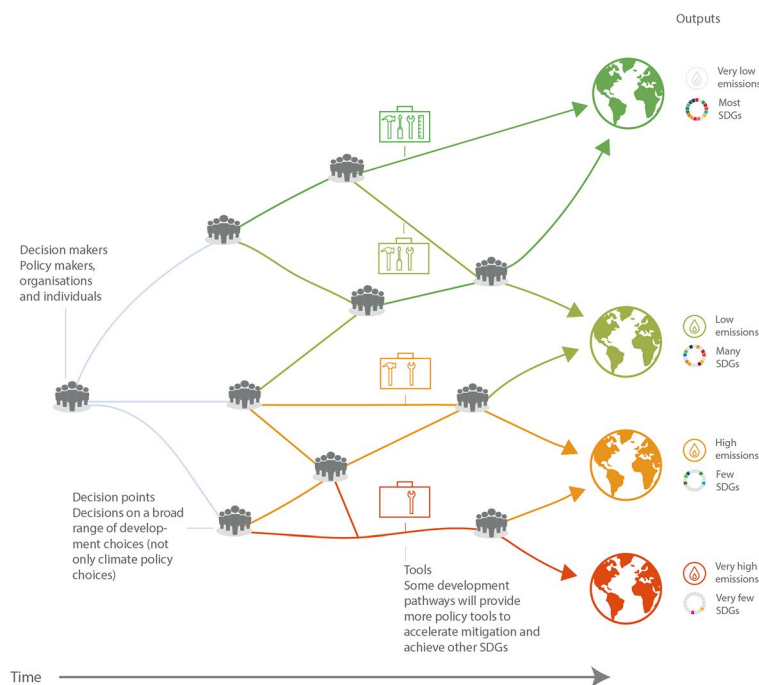 Outputs
Very low
emissions
Most
SDGs
Decision makers
Policy makers,
organisations
and individuals
Low
emissions
Many
SDGs
High
emissions
Few
SDGs
Decision points
Decisions on a broad
range of develop-
ment choices (not
only climate policy
choices)
Tools
Some development
pathways will provide
more policy tools to
accelerate mitigation and
achieve other SDGs
Very high
emissions
Very few
SDGs
Time